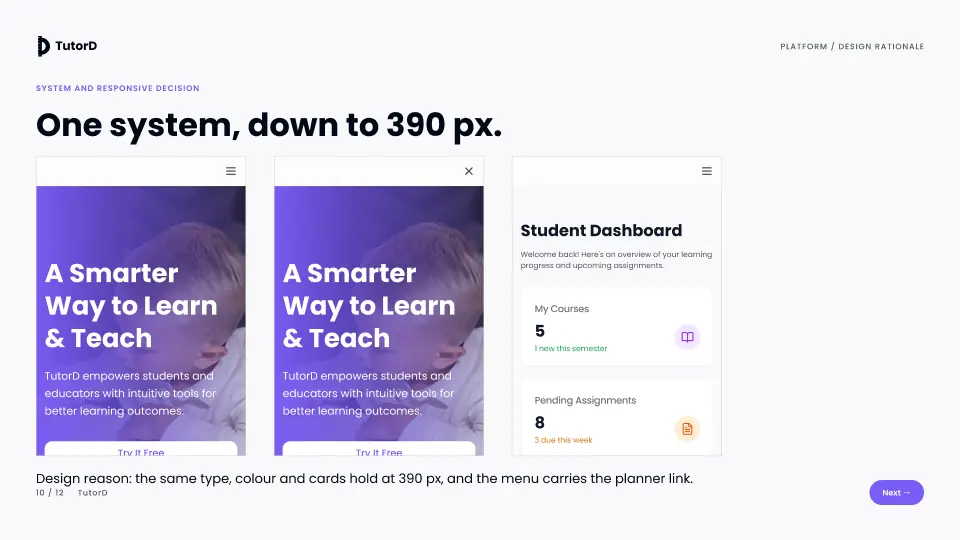 TutorD
PLATFORM / DESIGN RATIONALE
SYSTEM AND RESPONSIVE DECISION
One system, down to 390 px.
A Smarter
Way to Learn
& Teach
TutorD empowers students and
educators with intuitive tools for
better learning outcomes.
Try It Free
A Smarter
Way to Learn
& Teach
TutorD empowers students and
educators with intuitive tools for
better learning outcomes.
Try It Free
Student Dashboard
Welcome back! Here's an overview of your learning
progress and upcoming assignments.
My Courses
5
1 new this semester
Pending Assignments
8
3 due this week
Design reason: the same type, colour and cards hold at 390 px, and the menu carries the planner link.
10 / 12 TutorD
Next →